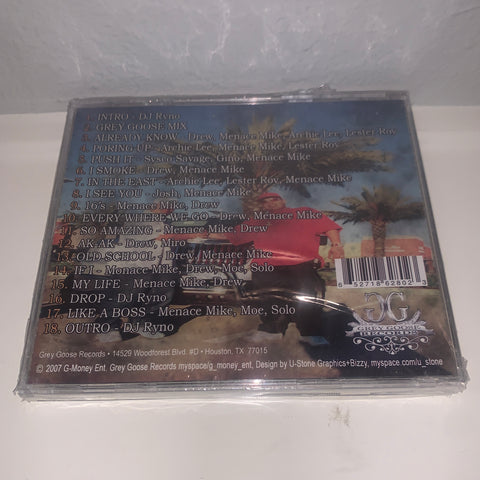 1. INTRO - DJ Ryno
2. GREY GOOSE MIX
3. ALREADY KNOW - Drew, Menace Mike, Archie Lee, Lester Roy
4. PORING UP - Archie Lee, Menace Mike, Lester Roy
5. PUSH IT - Sysco Savage, Gino, Menace Mike
6. I SMOKE - Drew, Menace Mike
7. IN THE EAST - Archie Lee, Lester Roy, Menace Mike
8. I SEE YOU - Josh, Menace Mike
9. 16's - Menace Mike, Drew
10. EVERY WHERE WE GO - Drew, Menace Mike
11. SO AMAZING - Menace Mike, Drew
12. AK-AK - Drew, Miro
13. OLD SCHOOL - Drew, Menace Mike
14. IF I - Menace Mike, Drew, Moe, Solo
15. MY LIFE - Menace Mike, Drew
16. DROP - DJ Ryno
17. LIKE A BOSS - Menace Mike, Moe, Solo
18. OUTRO - DJ Ryno
6 52718 62802 3
GG
GREY GOOSE
RECORDS
Grey Goose Records • 14529 Woodforest Blvd. #D • Houston, TX 77015
© 2007 G-Money Ent. Grey Goose Records myspace/g_money_ent, Design by U-Stone Graphics+Bizzy, myspace.com/u_stone